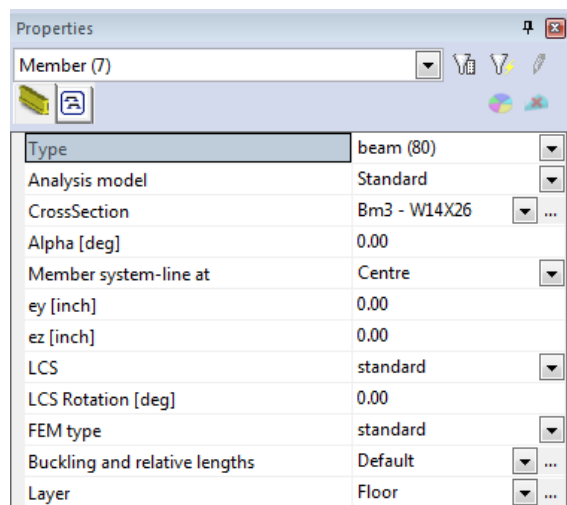 Properties
Member (7)
Type beam (80)
Analysis model Standard
CrossSection Bm3 - W14X26 ...
Alpha [deg] 0.00
Member system-line at Centre
ey [inch] 0.00
ez [inch] 0.00
LCS standard
LCS Rotation [deg] 0.00
FEM type standard
Buckling and relative lengths Default ...
Layer Floor ...